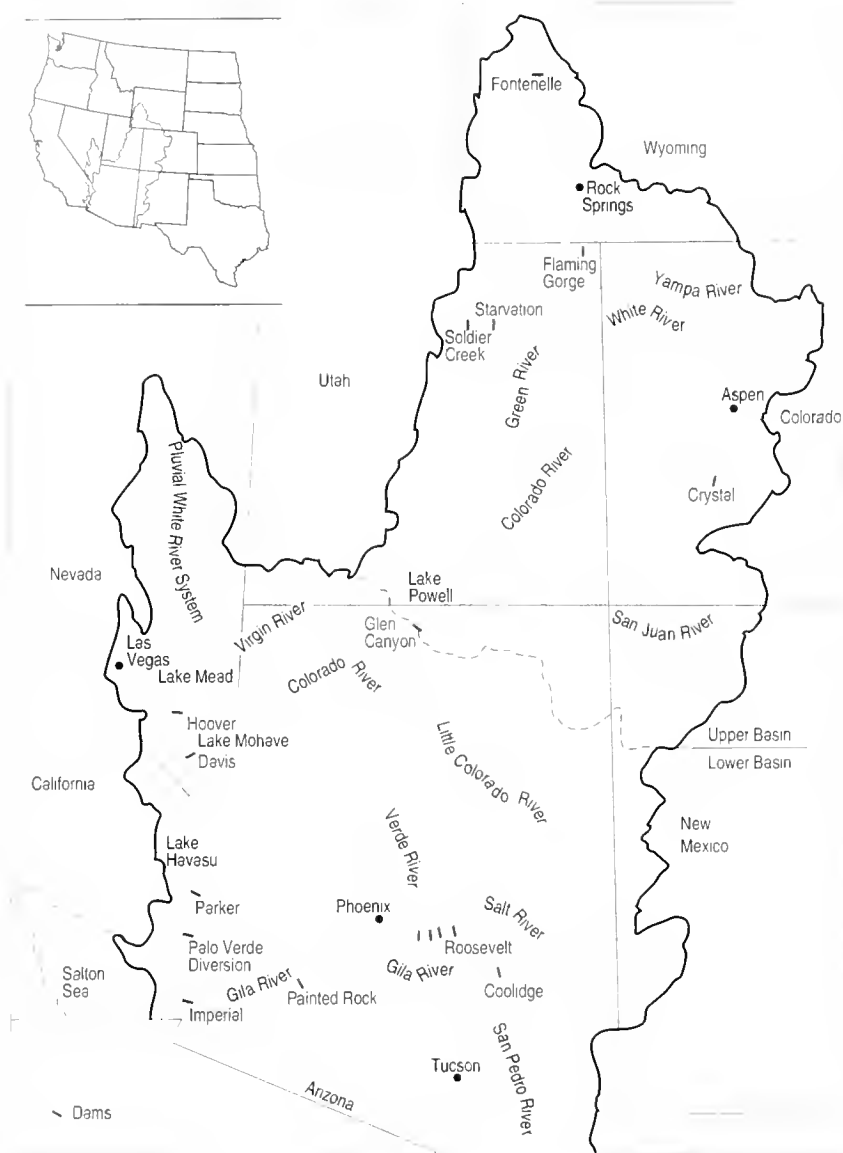 Fontenelle
Wyoming
Rock
Springs
Flaming
Gorge
Yampa River
White River
Starvation
Soldier
Creek
Green River
Utah
Aspen
Colorado
Colorado River
Crystal
Pluvial White River System
Nevada
Lake
Powell
Virgin River
Glen
Canyon
San Juan River
Las
Vegas
Lake Mead
Colorado River
Hoover
Lake Mohave
Davis
Little Colorado River
Upper Basin
Lower Basin
California
New
Mexico
Verde River
Lake
Havasu
Parker
Phoenix
Salt River
Palo Verde
Diversion
Roosevelt
Salton
Sea
Gila River
Gila River
Painted Rock
Coolidge
Imperial
San Pedro River
Tucson
Arizona
Dams